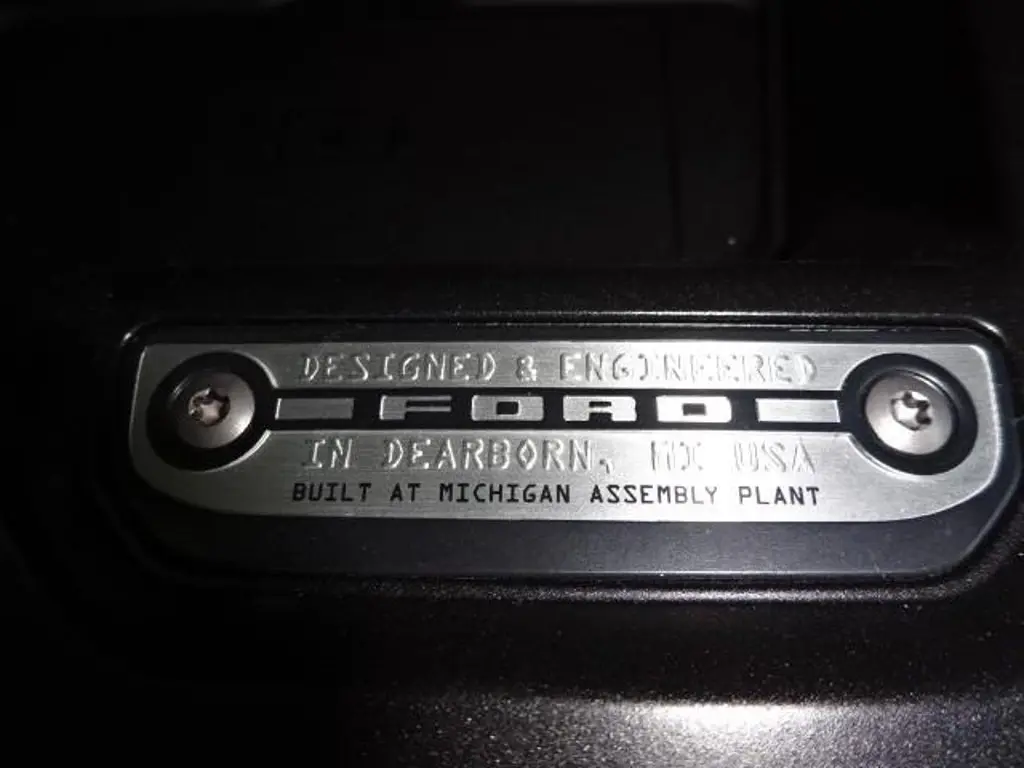 DESIGNED & ENGINEERED
FORD
IN DEARBORN, MI USA
BUILT AT MICHIGAN ASSEMBLY PLANT